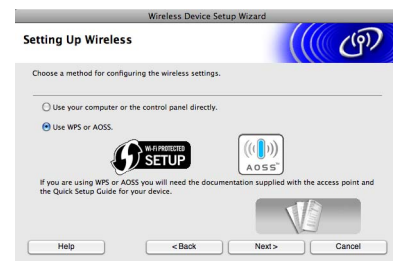 Wireless Device Setup Wizard
Setting Up Wireless
Choose a method for configuring the wireless settings.
Use your computer or the control panel directly.
Use WPS or AOSS.
Wi-Fi PROTECTED
SETUP
AOSS™
If you are using WPS or AOSS you will need the documentation supplied with the access point and
the Quick Setup Guide for your device.
Help
< Back
Next >
Cancel